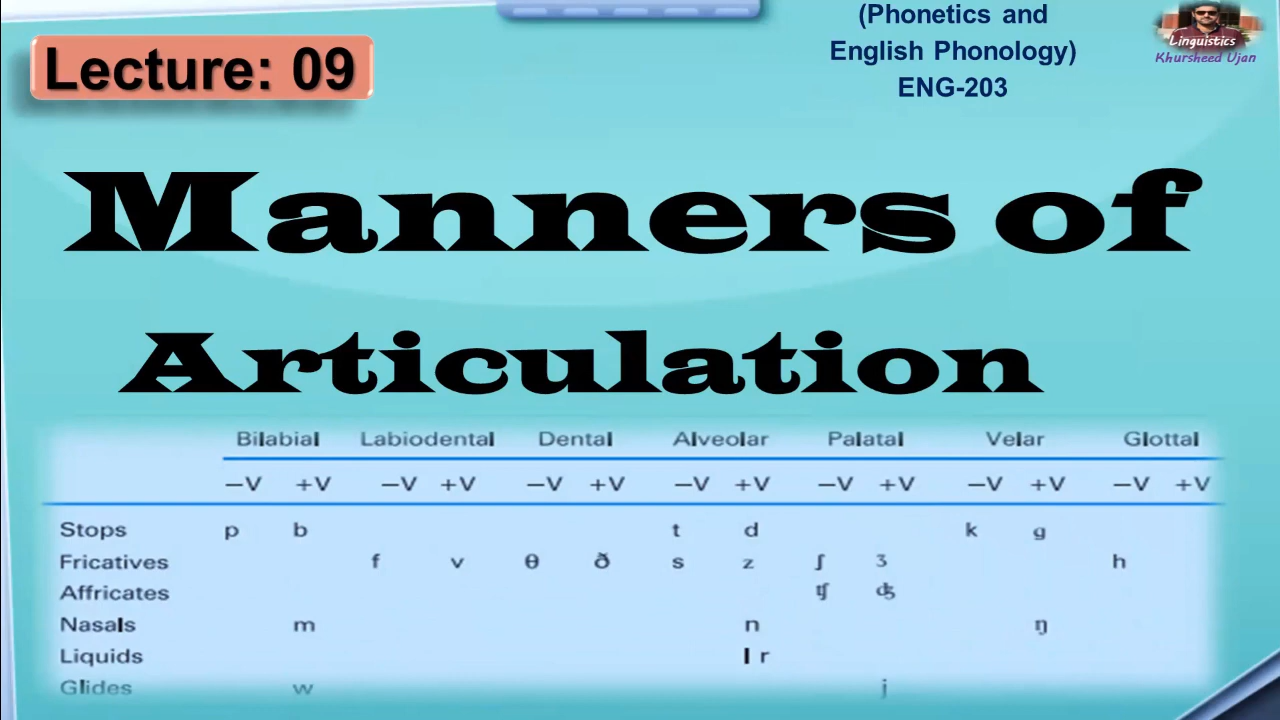 Lecture: 09
(Phonetics and
English Phonology)
ENG-203
Linguistics
Khursheed Ujan
Manners of
Articulation
Bilabial Labiodental Dental Alveolar Palatal Velar Glottal
–V +V –V +V –V +V –V +V –V +V –V +V –V +V
Stops p b t d k g
Fricatives f v θ ð s z ʃ ʒ h
Affricates ʧ ʤ
Nasals m n ŋ
Liquids l r
Glides w j